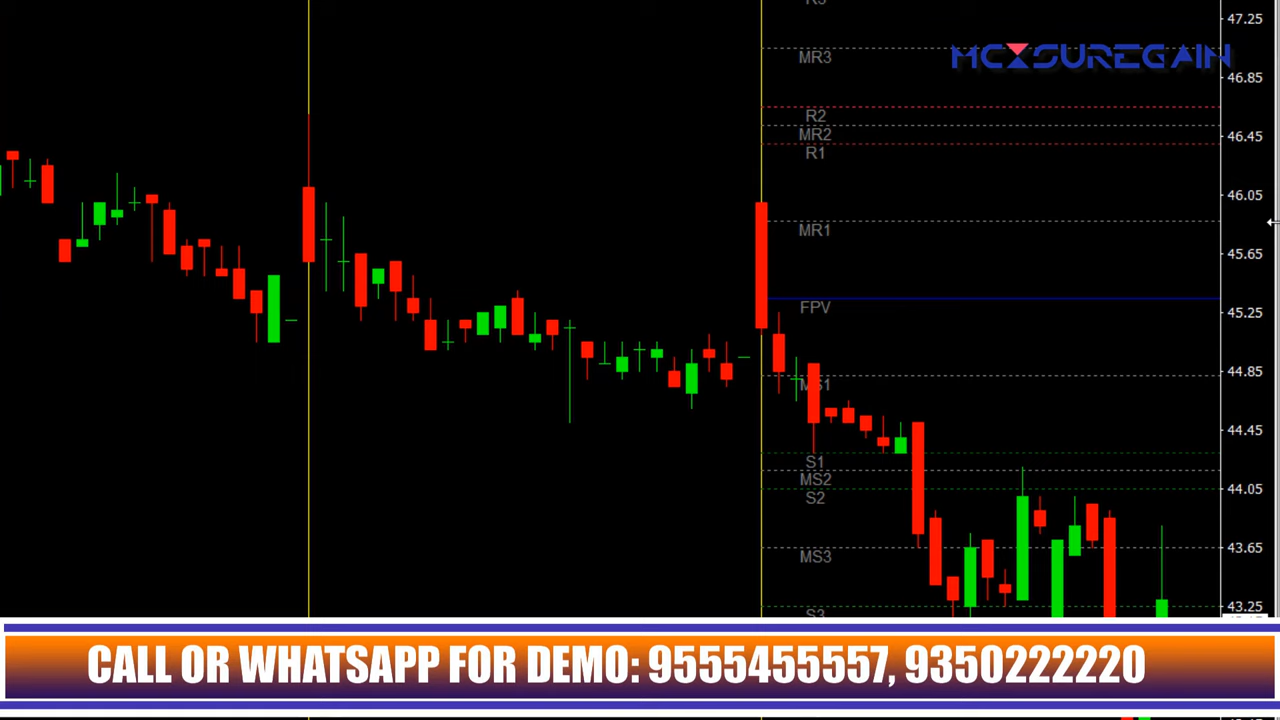 47.25
MCXSUREGAIN
MR3
46.85
R2
MR2
46.45
R1
46.05
MR1
45.65
FPV
45.25
44.85
44.45
S1
MS2
44.05
S2
43.65
MS3
43.25
S3
CALL OR WHATSAPP FOR DEMO: 9555455557, 9350222220